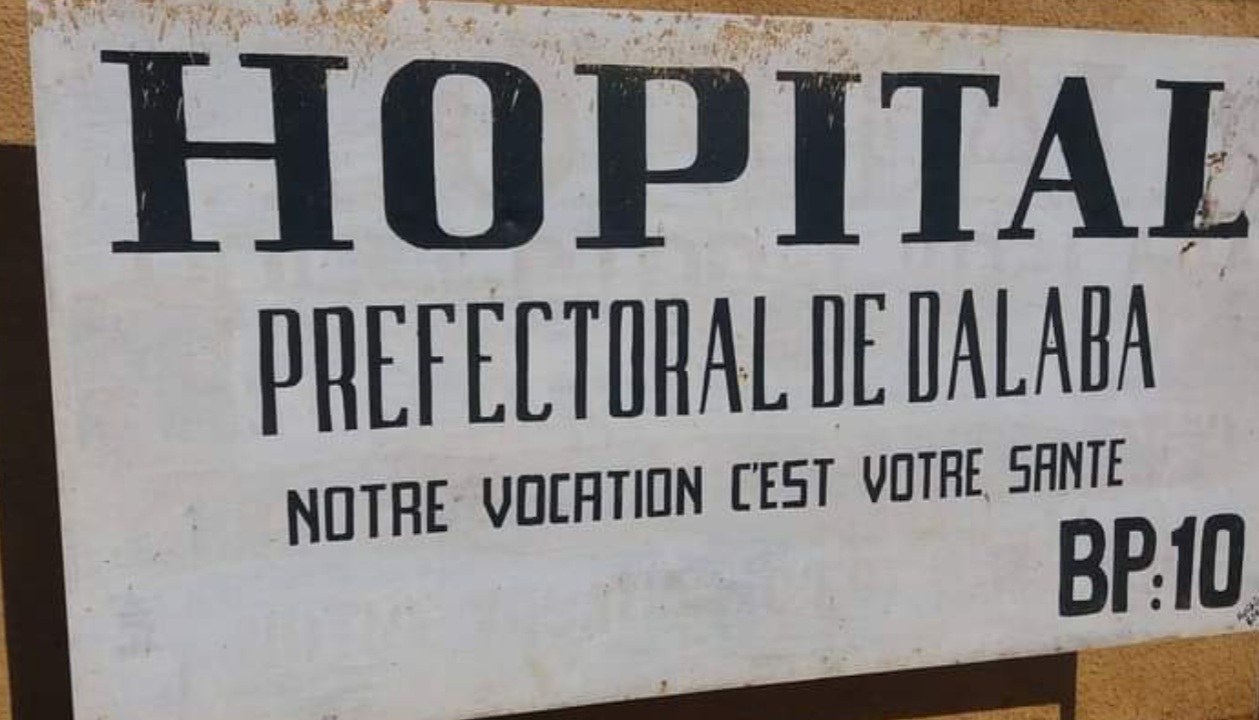 HOPITAL
PREFECTORAL DE DALABA
NOTRE VOCATION C'EST VOTRE SANTE
BP:10